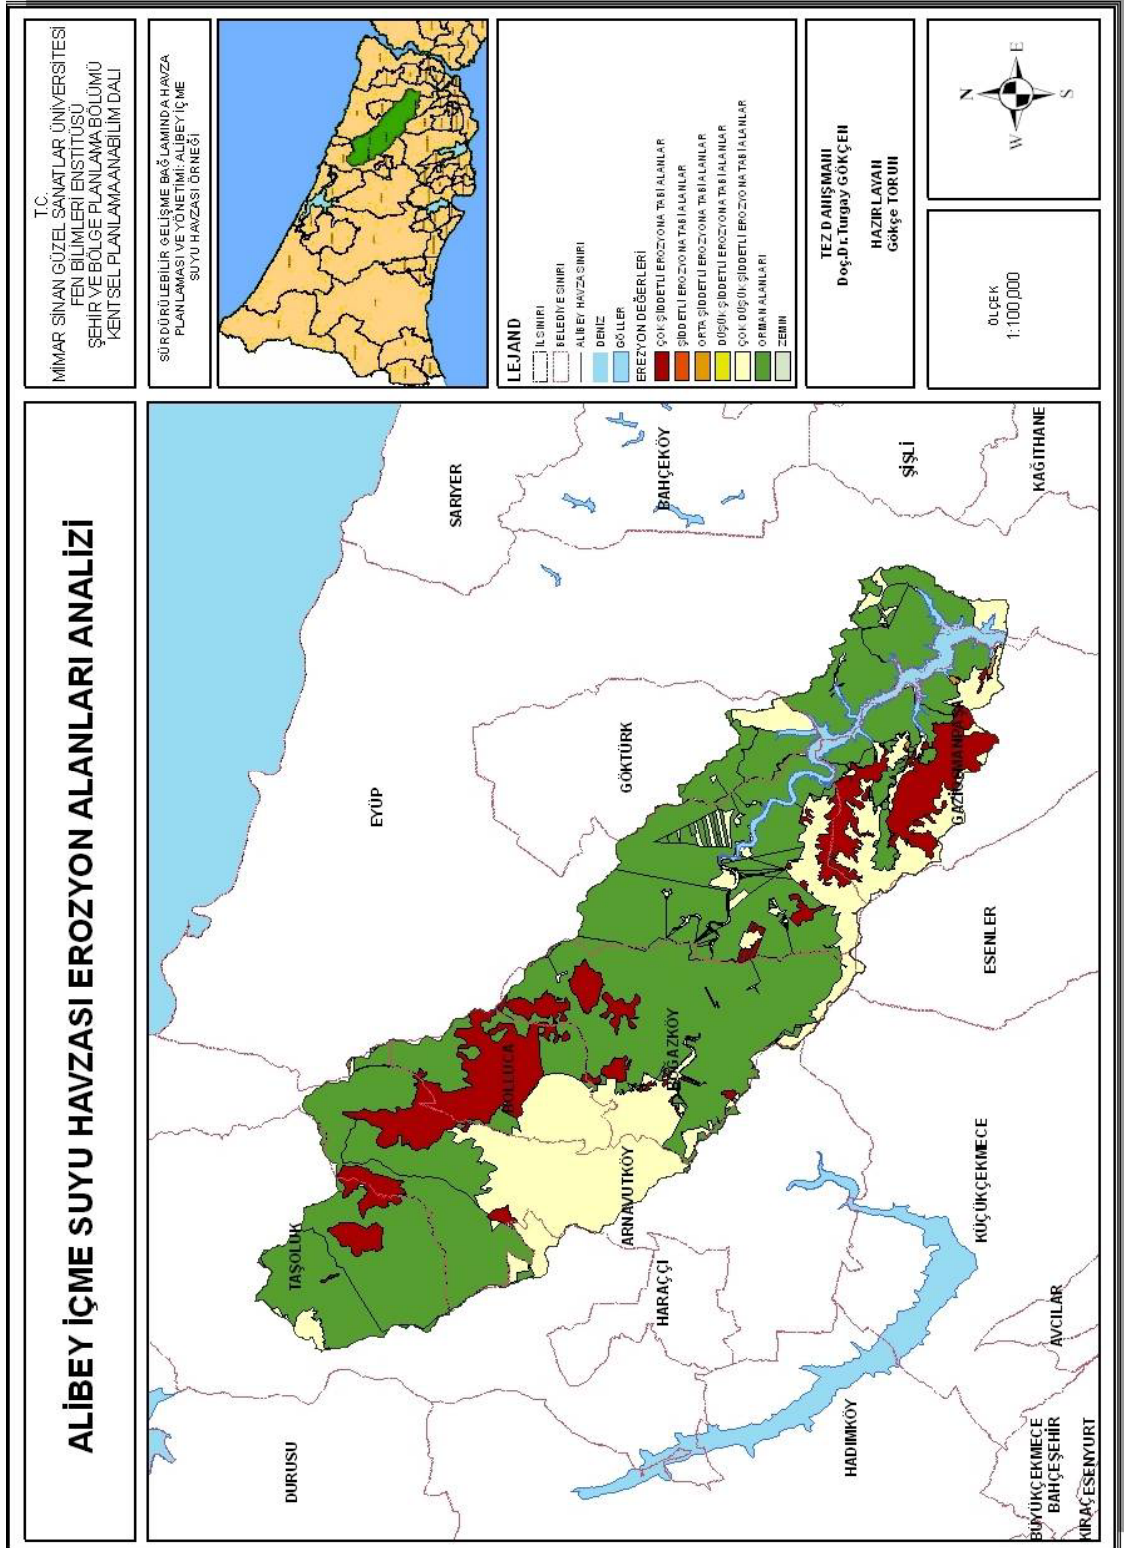 ALİBEY İÇME SUYU HAVZASI EROZYON ALANLARI ANALİZİ
T.C.
MİMAR SİNAN GÜZEL SANATLAR ÜNİVERSİTESİ
FEN BİLİMLERİ ENSTİTÜSÜ
ŞEHİR VE BÖLGE PLANLAMA BÖLÜMÜ
KENTSEL PLANLAMA ANABİLİM DALI
SÜRDÜRÜLEBİLİR GELİŞME BAĞLAMINDA HAVZA
PLANLAMASI VE YÖNETİMİ: ALİBEY İÇME
SUYU HAVZASI ÖRNEĞİ
LEJAND
İL SINIRI
BELEDİYE SINIRI
ALİBEY HAVZA SINIRI
DENİZ
GÖLLER
EREZYON DEĞERLERİ
ÇOK ŞİDDETLİ EROZYONA TABİ ALANLAR
ŞİDDETLİ EROZYONA TABİ ALANLAR
ORTA ŞİDDETLİ EROZYONA TABİ ALANLAR
DÜŞÜK ŞİDDETLİ EROZYONA TABİ ALANLAR
ÇOK DÜŞÜK ŞİDDETLİ EROZYONA TABİ ALANLAR
ORMAN ALANLARI
ZEMİN
TEZ DANIŞMANI
Doç.Dr.Turgay GÖKÇEN
HAZIRLAYAN
Gökçe TORUN
ÖLÇEK
1:100,000
N
W
E
S
DURUSU
TAŞOLUK
EYÜP
SARIYER
BOLLUCA
GÖKTÜRK
BAHÇEKÖY
ARNAVUTKÖY
HARAÇÇI
BOĞAZKÖY
HADIMKÖY
ŞİŞLİ
GAZİOSMANPAŞA
ESENLER
KÜÇÜKÇEKMECE
KAĞITHANE
AVCILAR
BÜYÜKÇEKMECE
BAHÇEŞEHİR
KIRAÇ
ESENYURT